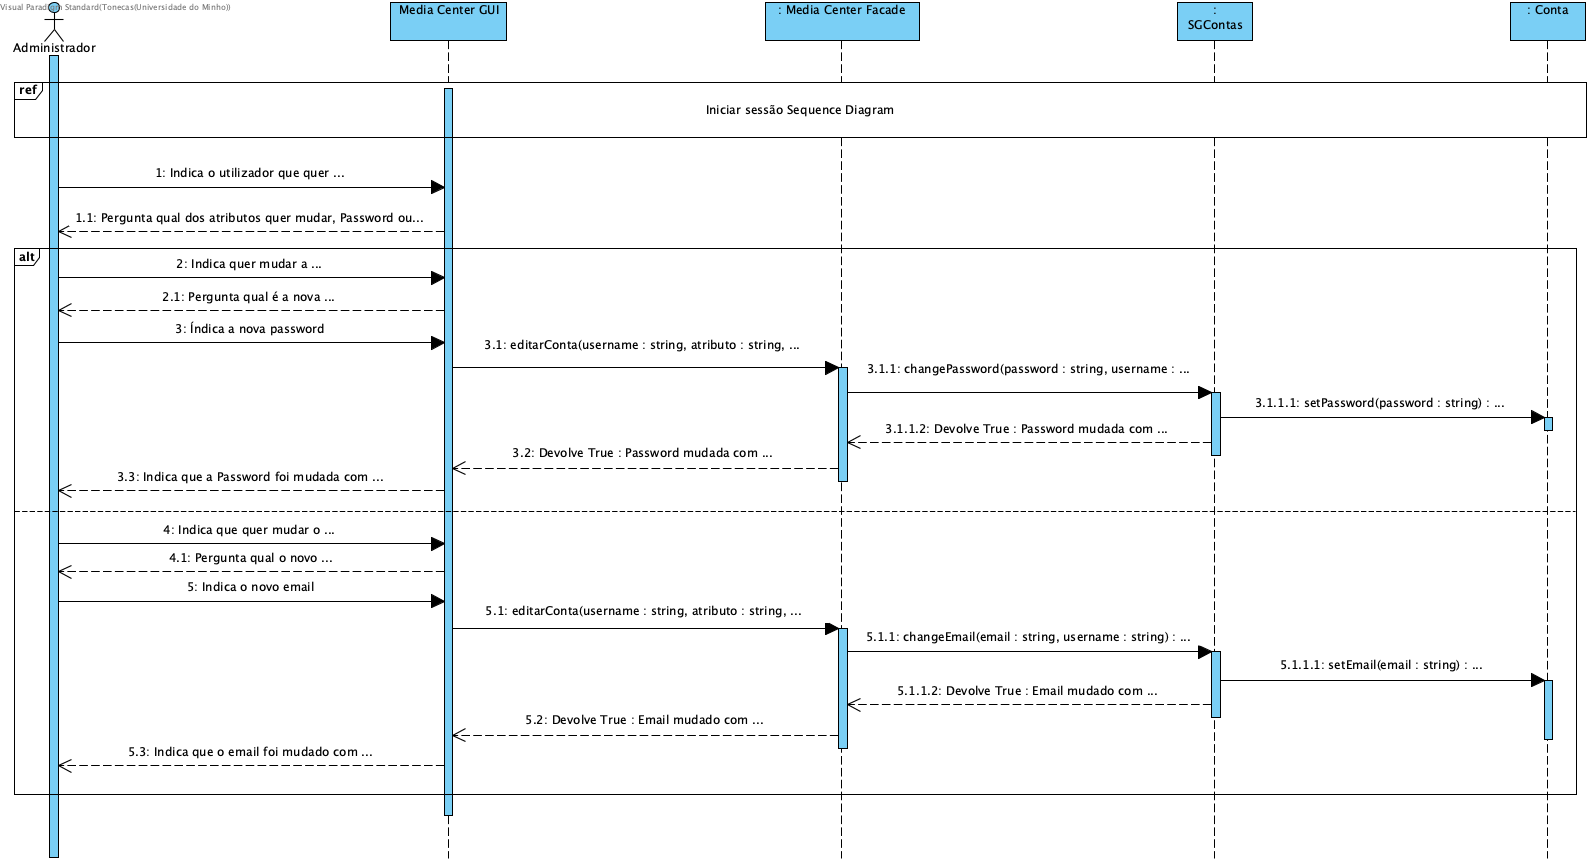 Visual Paradigm Standard(Tonecas(Universidade do Minho))
Administrador
Media Center GUI
: Media Center Facade
:
SGContas
: Conta
ref
Iniciar sessão Sequence Diagram
1: Indica o utilizador que quer ...
1.1: Pergunta qual dos atributos quer mudar, Password ou...
alt
2: Indica quer mudar a ...
2.1: Pergunta qual é a nova ...
3: Índica a nova password
3.1: editarConta(username : string, atributo : string, ...
3.1.1: changePassword(password : string, username : ...
3.1.1.1: setPassword(password : string) : ...
3.1.1.2: Devolve True : Password mudada com ...
3.2: Devolve True : Password mudada com ...
3.3: Indica que a Password foi mudada com ...
4: Indica que quer mudar o ...
4.1: Pergunta qual o novo ...
5: Indica o novo email
5.1: editarConta(username : string, atributo : string, ...
5.1.1: changeEmail(email : string, username : string) : ...
5.1.1.1: setEmail(email : string) : ...
5.1.1.2: Devolve True : Email mudado com ...
5.2: Devolve True : Email mudado com ...
5.3: Indica que o email foi mudado com ...